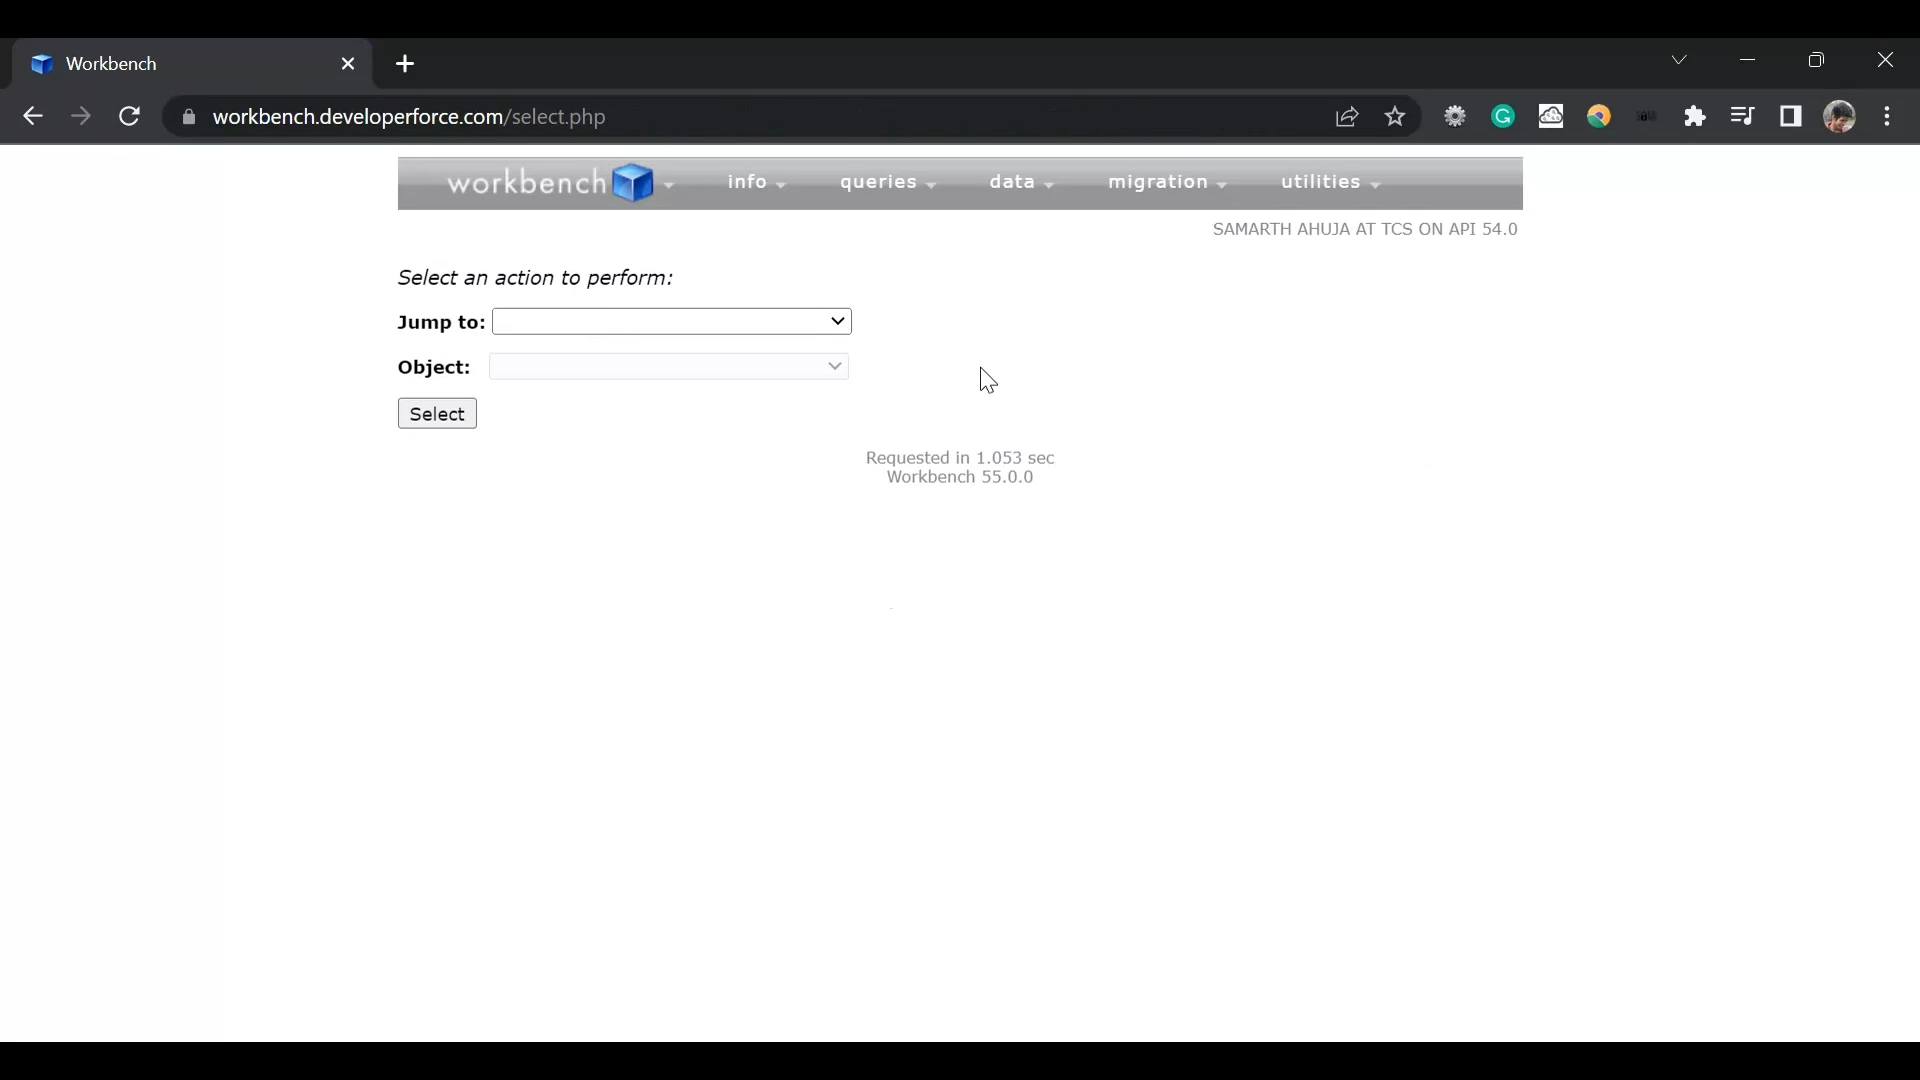 Workbench
workbench.developerforce.com/select.php
workbench info queries data migration utilities
SAMARTH AHUJA AT TCS ON API 54.0
Select an action to perform:
Jump to:
Object:
Select
Requested in 1.053 sec
Workbench 55.0.0